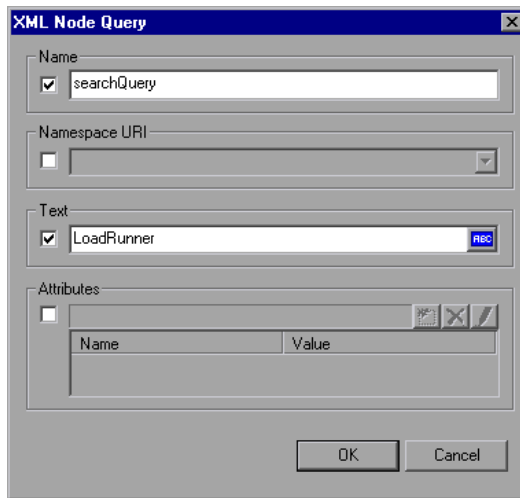 XML Node Query
Name
searchQuery
Namespace URI
Text
LoadRunner ABC
Attributes
Name Value
OK Cancel